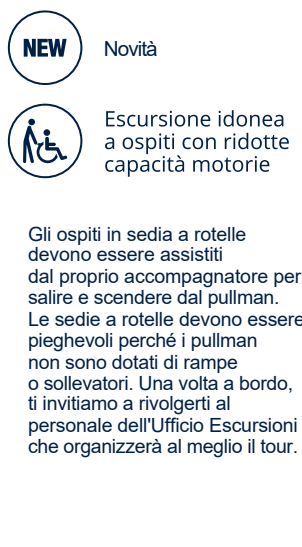 NEW
Novità
Escursione idonea
a ospiti con ridotte
capacità motorie
Gli ospiti in sedia a rotelle
devono essere assistiti
dal proprio accompagnatore per
salire e scendere dal pullman.
Le sedie a rotelle devono essere
pieghevoli perché i pullman
non sono dotati di rampe
o sollevatori. Una volta a bordo,
ti invitiamo a rivolgerti al
personale dell'Ufficio Escursioni
che organizzerà al meglio il tour.